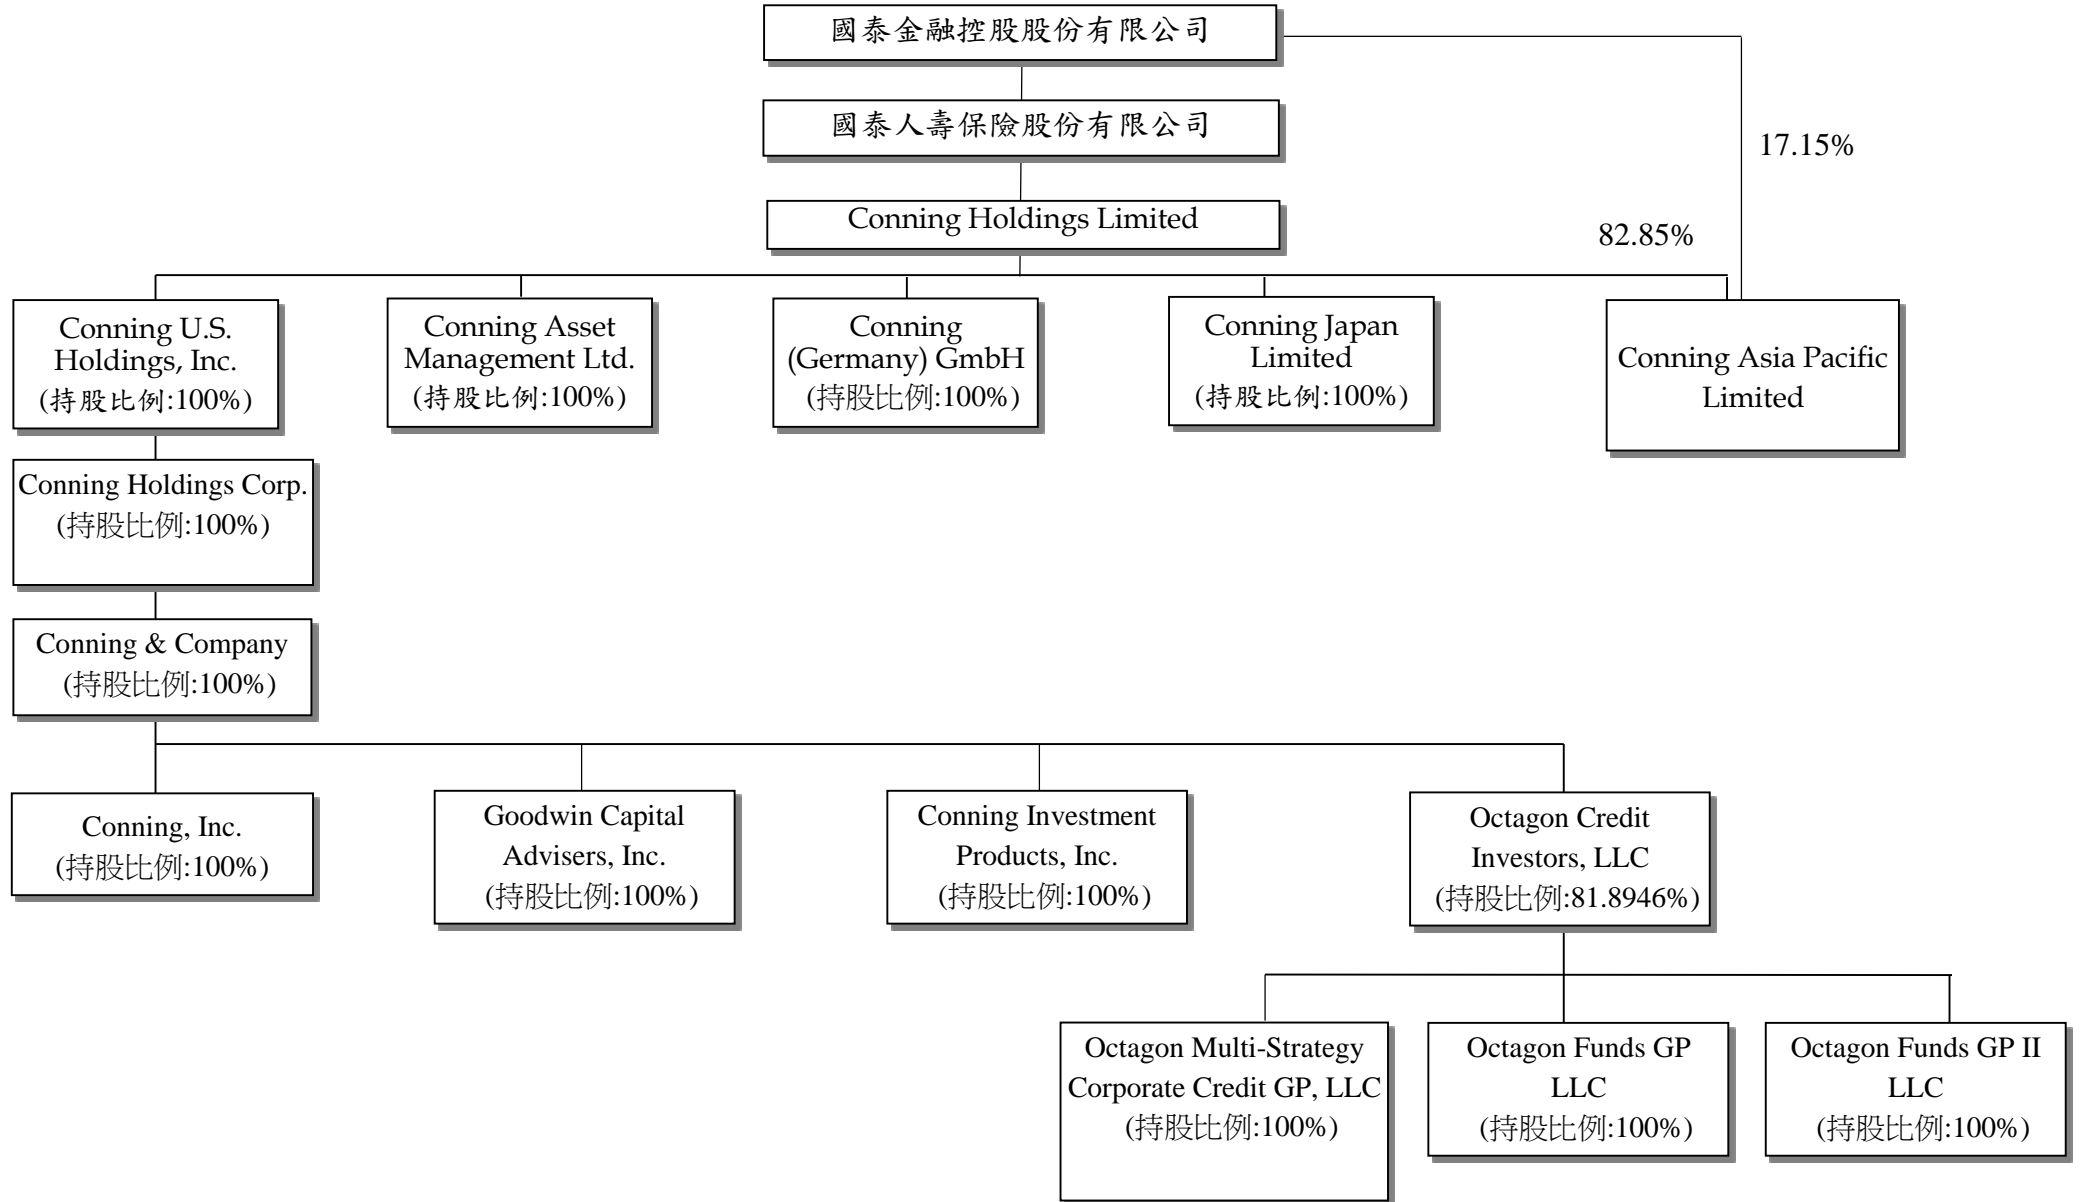 國泰金融控股股份有限公司
國泰人壽保險股份有限公司
17.15%
Conning Holdings Limited
82.85%
Conning U.S.
Holdings, Inc.
(持股比例:100%)
Conning Asset
Management Ltd.
(持股比例:100%)
Conning
(Germany) GmbH
(持股比例:100%)
Conning Japan
Limited
(持股比例:100%)
Conning Asia Pacific
Limited
Conning Holdings Corp.
(持股比例:100%)
Conning & Company
(持股比例:100%)
Conning, Inc.
(持股比例:100%)
Goodwin Capital
Advisers, Inc.
(持股比例:100%)
Conning Investment
Products, Inc.
(持股比例:100%)
Octagon Credit
Investors, LLC
(持股比例:81.8946%)
Octagon Multi-Strategy
Corporate Credit GP, LLC
(持股比例:100%)
Octagon Funds GP
LLC
(持股比例:100%)
Octagon Funds GP II
LLC
(持股比例:100%)